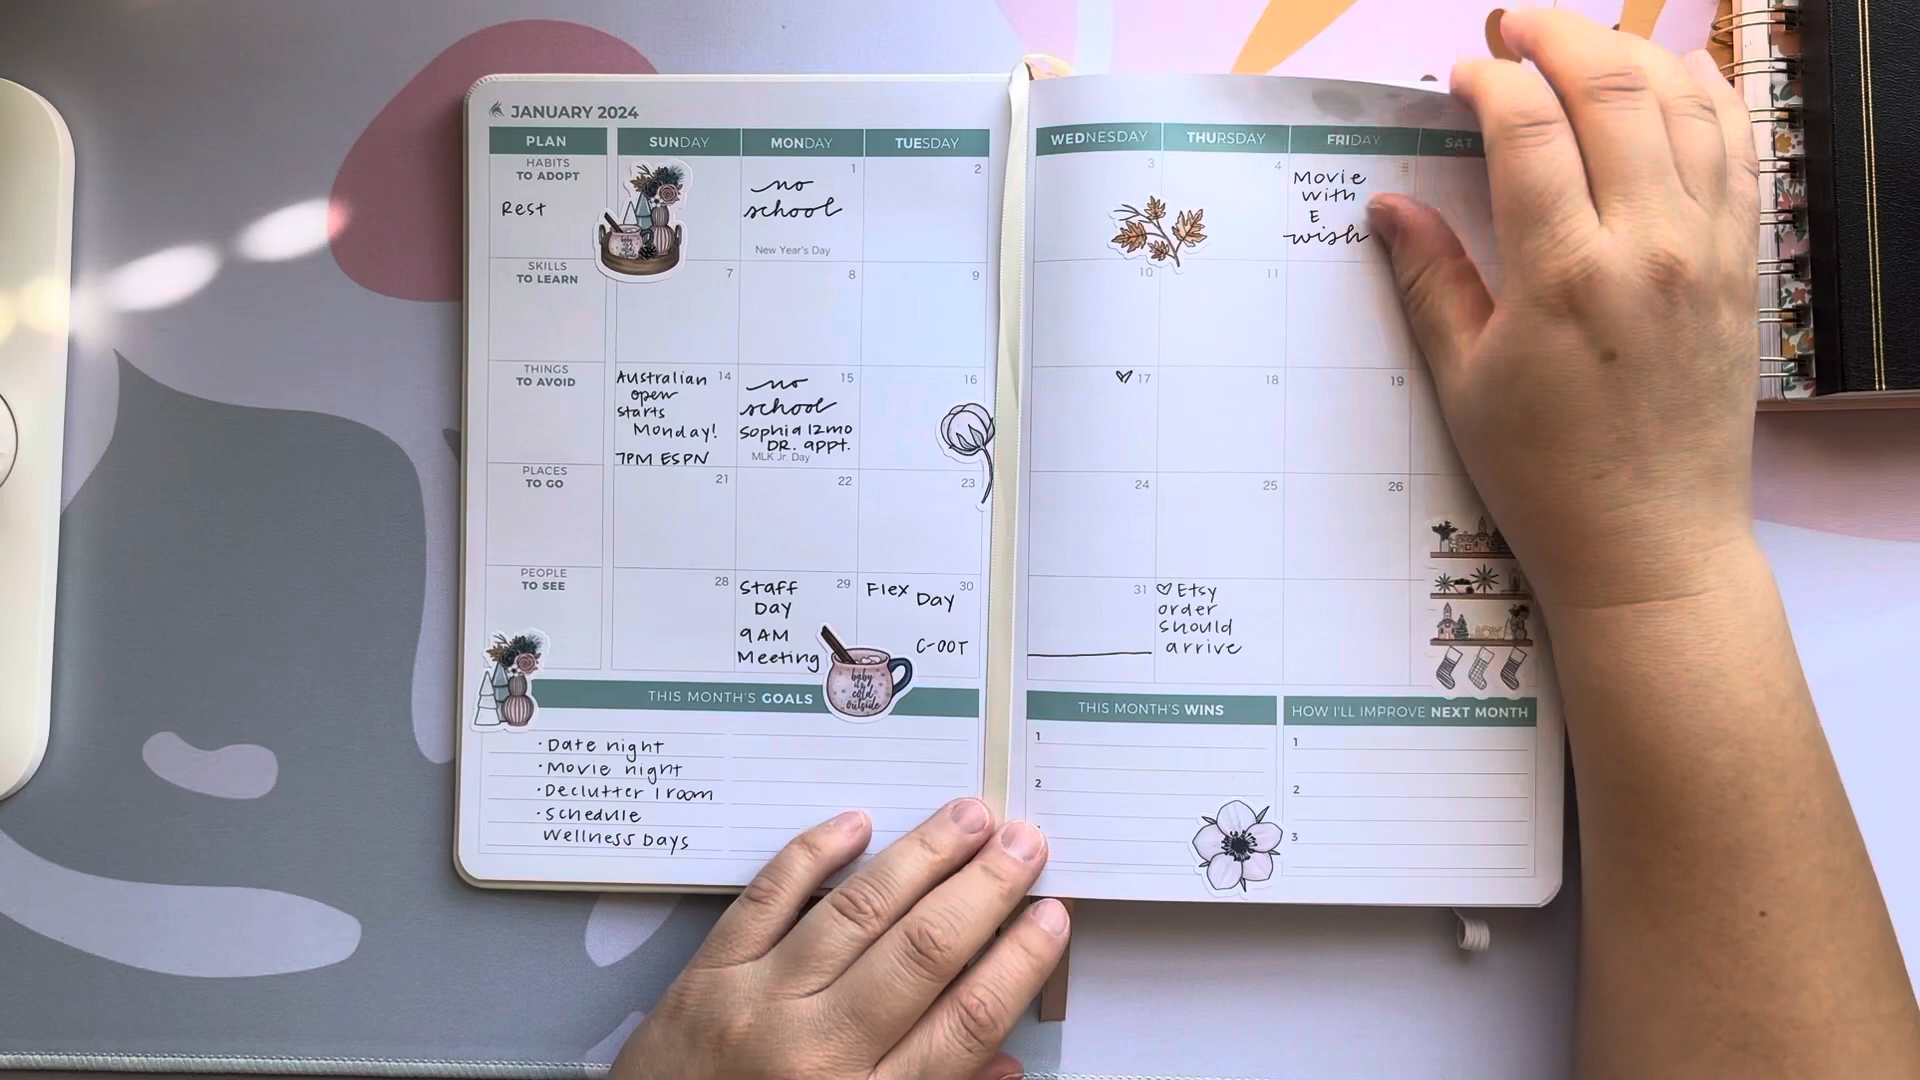 JANUARY 2024
PLAN SUNDAY MONDAY TUESDAY WEDNESDAY THURSDAY FRIDAY SAT
HABITS
TO ADOPT
Rest
1
no
school
New Year's Day
2
3
4
Movie
with
E
wish
SKILLS
TO LEARN
7
8
9
10
11
THINGS
TO AVOID
14
Australian
open
starts
Monday!
7PM ESPN
15
no
school
Sophia 12mo
DR. appt.
MLK Jr. Day
16
♡ 17
18
19
PLACES
TO GO
21
22
23
24
25
26
PEOPLE
TO SEE
28
29
Staff
Day
9AM
Meeting
30
Flex Day
C-OOT
31
♡ Etsy
order
should
arrive
baby
it's
cold
outside
THIS MONTH'S GOALS
· Date night
· Movie night
· Declutter 1 room
· Schedule
Wellness Days
THIS MONTH'S WINS
1
2
HOW I'LL IMPROVE NEXT MONTH
1
2
3